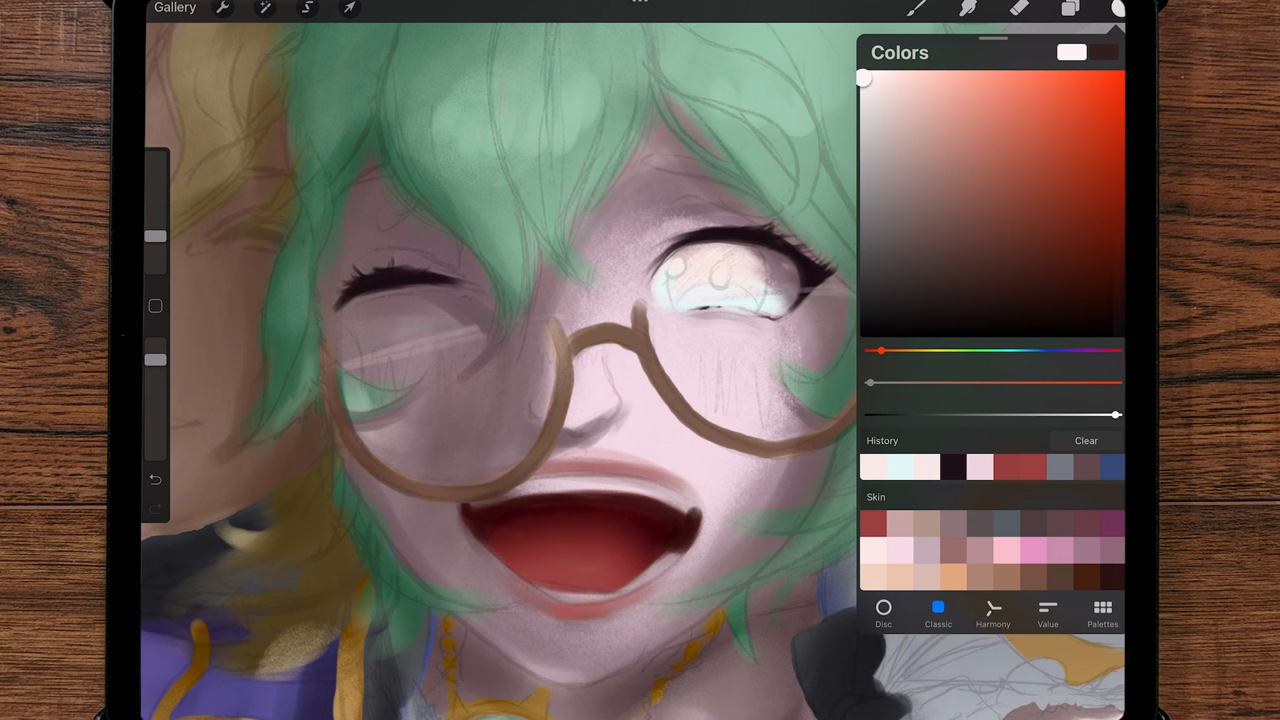 Gallery
Colors
History
Clear
Skin
Disc
Classic
Harmony
Value
Palettes